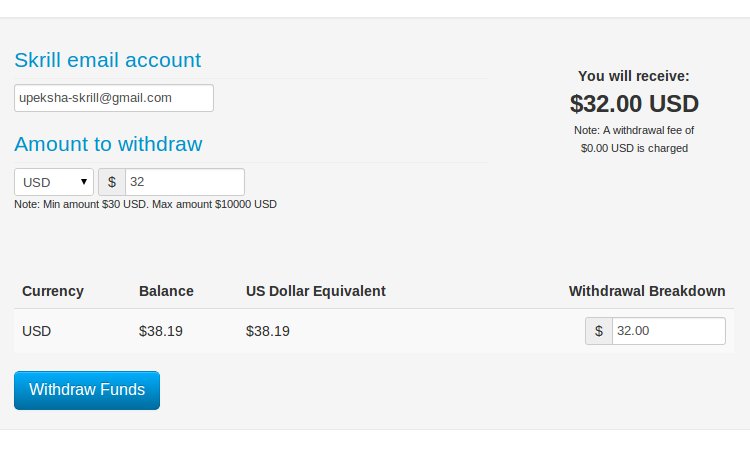 Skrill email account
upeksha-skrill@gmail.com
You will receive:
$32.00 USD
Note: A withdrawal fee of
$0.00 USD is charged
Amount to withdraw
USD $ 32
Note: Min amount $30 USD. Max amount $10000 USD
Currency Balance US Dollar Equivalent Withdrawal Breakdown
USD $38.19 $38.19 $ 32.00
Withdraw Funds